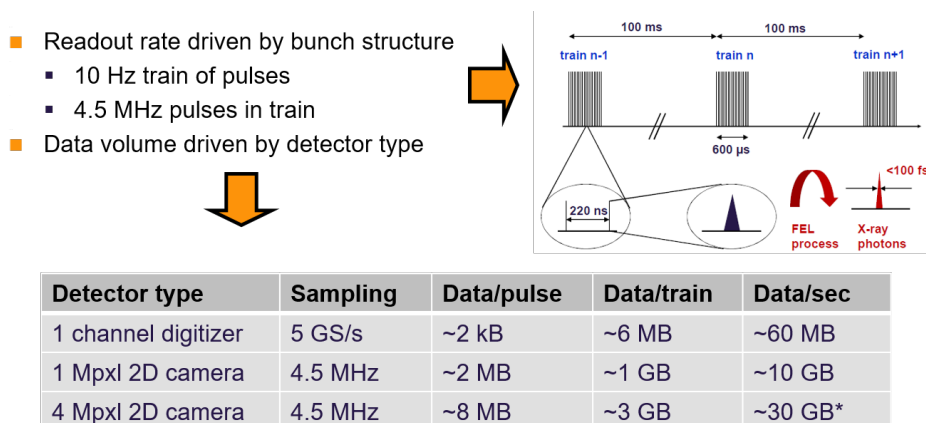 Readout rate driven by bunch structure
10 Hz train of pulses
4.5 MHz pulses in train
Data volume driven by detector type
100 ms 100 ms
train n-1 train n train n+1
600 µs
220 ns
<100 fs
FEL process
X-ray photons
Detector type Sampling Data/pulse Data/train Data/sec
1 channel digitizer 5 GS/s ~2 kB ~6 MB ~60 MB
1 Mpxl 2D camera 4.5 MHz ~2 MB ~1 GB ~10 GB
4 Mpxl 2D camera 4.5 MHz ~8 MB ~3 GB ~30 GB*